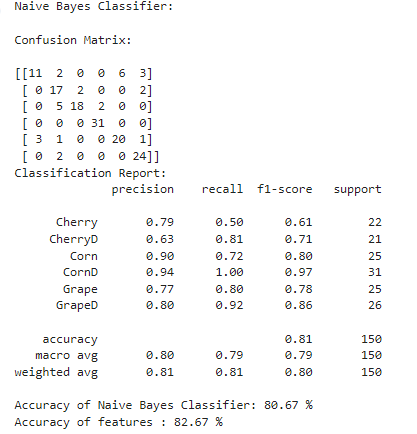 Naive Bayes Classifier:
Confusion Matrix:
[[11 2 0 0 6 3]
[ 0 17 2 0 0 2]
[ 0 5 18 2 0 0]
[ 0 0 0 31 0 0]
[ 3 1 0 0 20 1]
[ 0 2 0 0 0 24]]
Classification Report:
precision recall f1-score support
Cherry 0.79 0.50 0.61 22
CherryD 0.63 0.81 0.71 21
Corn 0.90 0.72 0.80 25
CornD 0.94 1.00 0.97 31
Grape 0.77 0.80 0.78 25
GrapeD 0.80 0.92 0.86 26
accuracy 0.81 150
macro avg 0.80 0.79 0.79 150
weighted avg 0.81 0.81 0.80 150
Accuracy of Naive Bayes Classifier: 80.67 %
Accuracy of features : 82.67 %